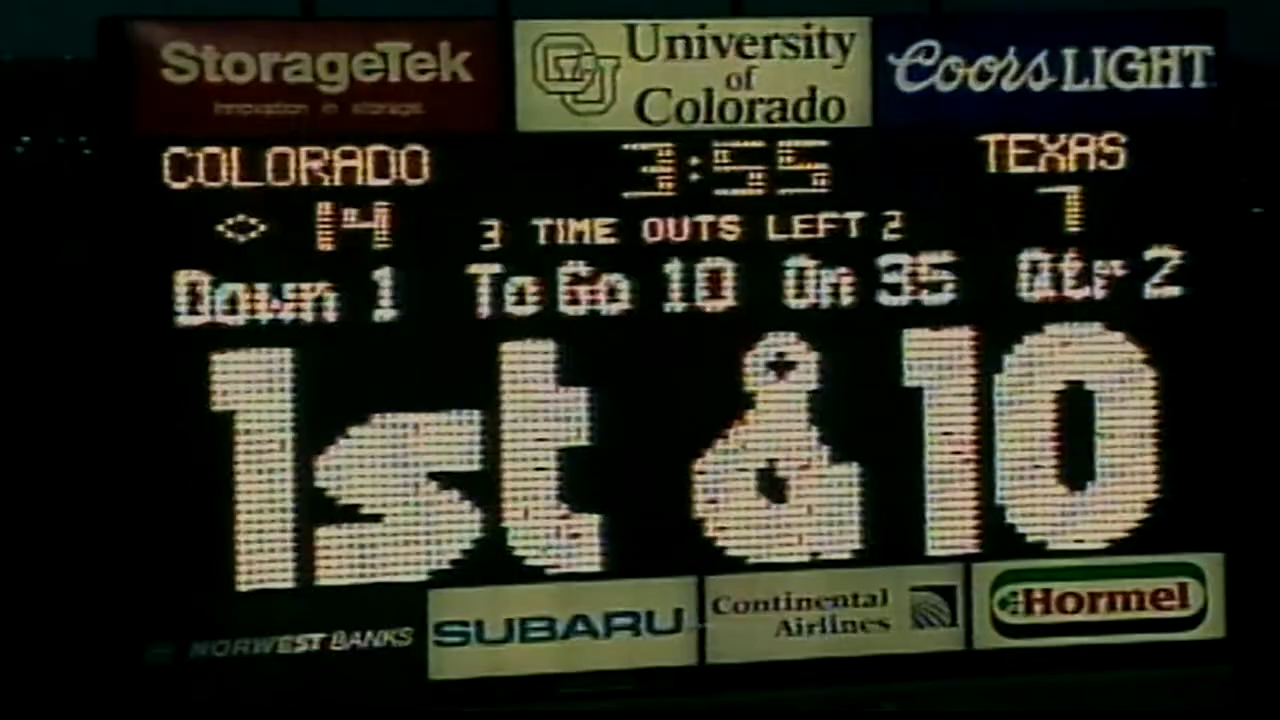 StorageTek
Innovation in storage.
CU
University
of
Colorado
Coors LIGHT
COLORADO 3:55 TEXAS
14 3 TIME OUTS LEFT 2 7
Down 1 To Go 10 On 35 Qtr 2
1st & 10
NORWEST BANKS
SUBARU
Continental
Airlines
Hormel